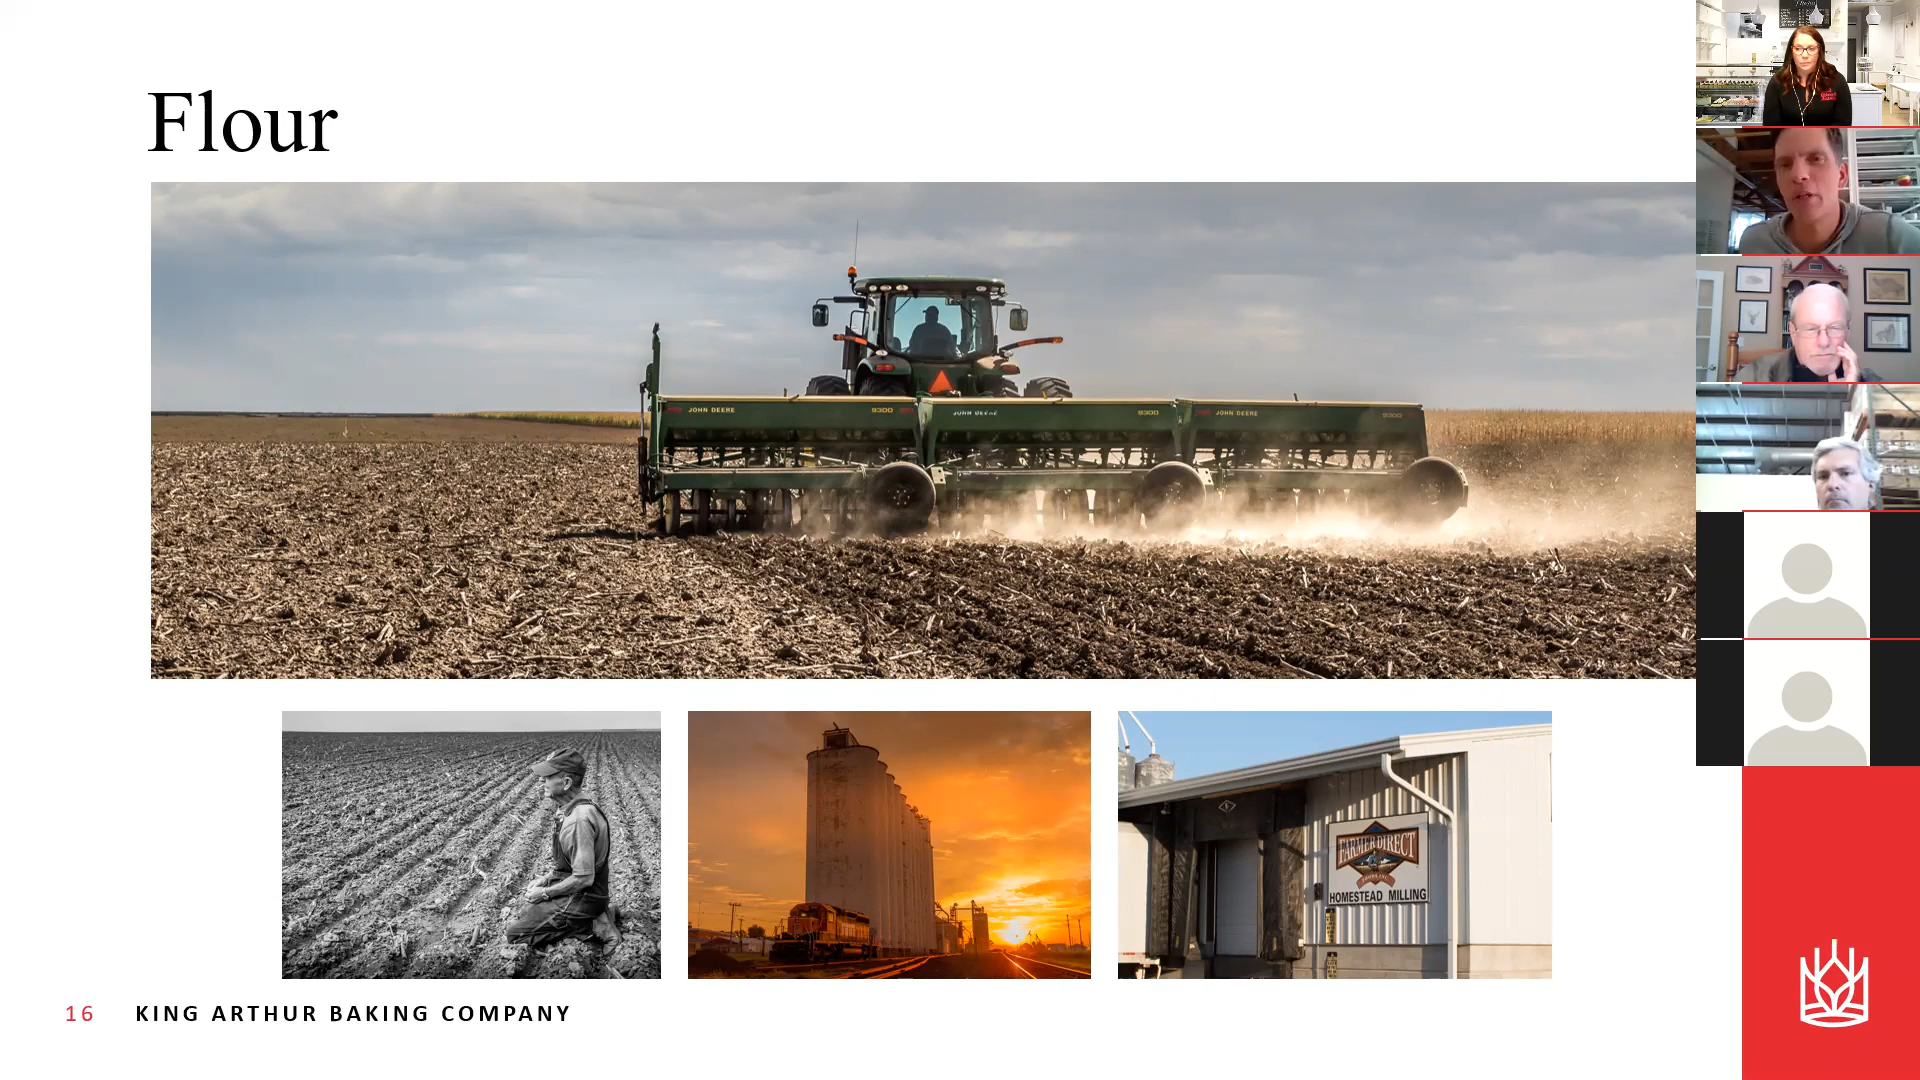 Flour
JOHN DEERE 9300
JOHN DEERE 9300
JOHN DEERE 9300
FARMER DIRECT
HOMESTEAD MILLING
16 KING ARTHUR BAKING COMPANY